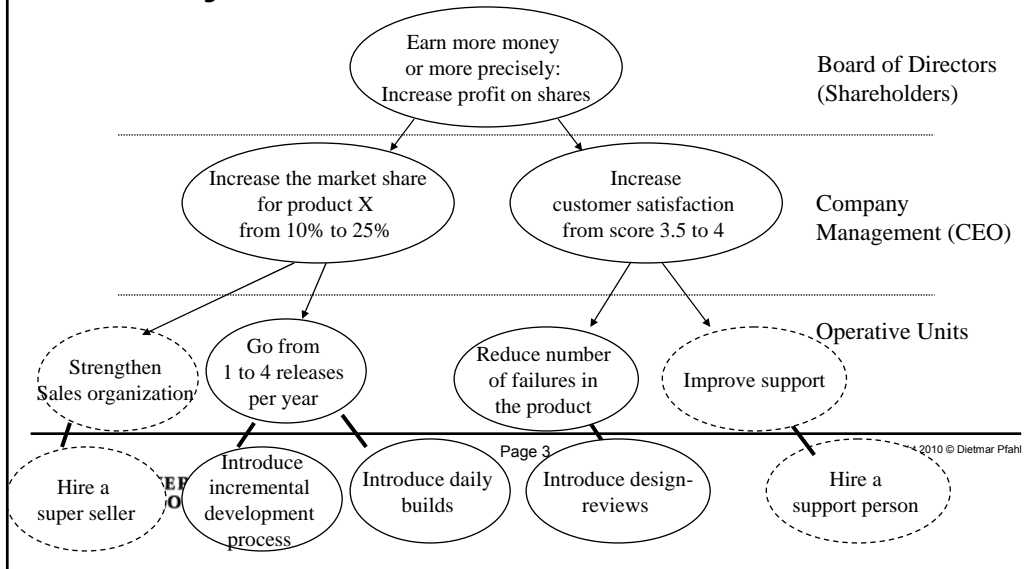 Earn more money
or more precisely:
Increase profit on shares
Board of Directors
(Shareholders)
Increase the market share
for product X
from 10% to 25%
Increase
customer satisfaction
from score 3.5 to 4
Company
Management (CEO)
Operative Units
Strengthen
Sales organization
Go from
1 to 4 releases
per year
Reduce number
of failures in
the product
Improve support
Page 3
2010 © Dietmar Pfahl
Hire a
super seller
Introduce
incremental
development
process
Introduce daily
builds
Introduce design-
reviews
Hire a
support person